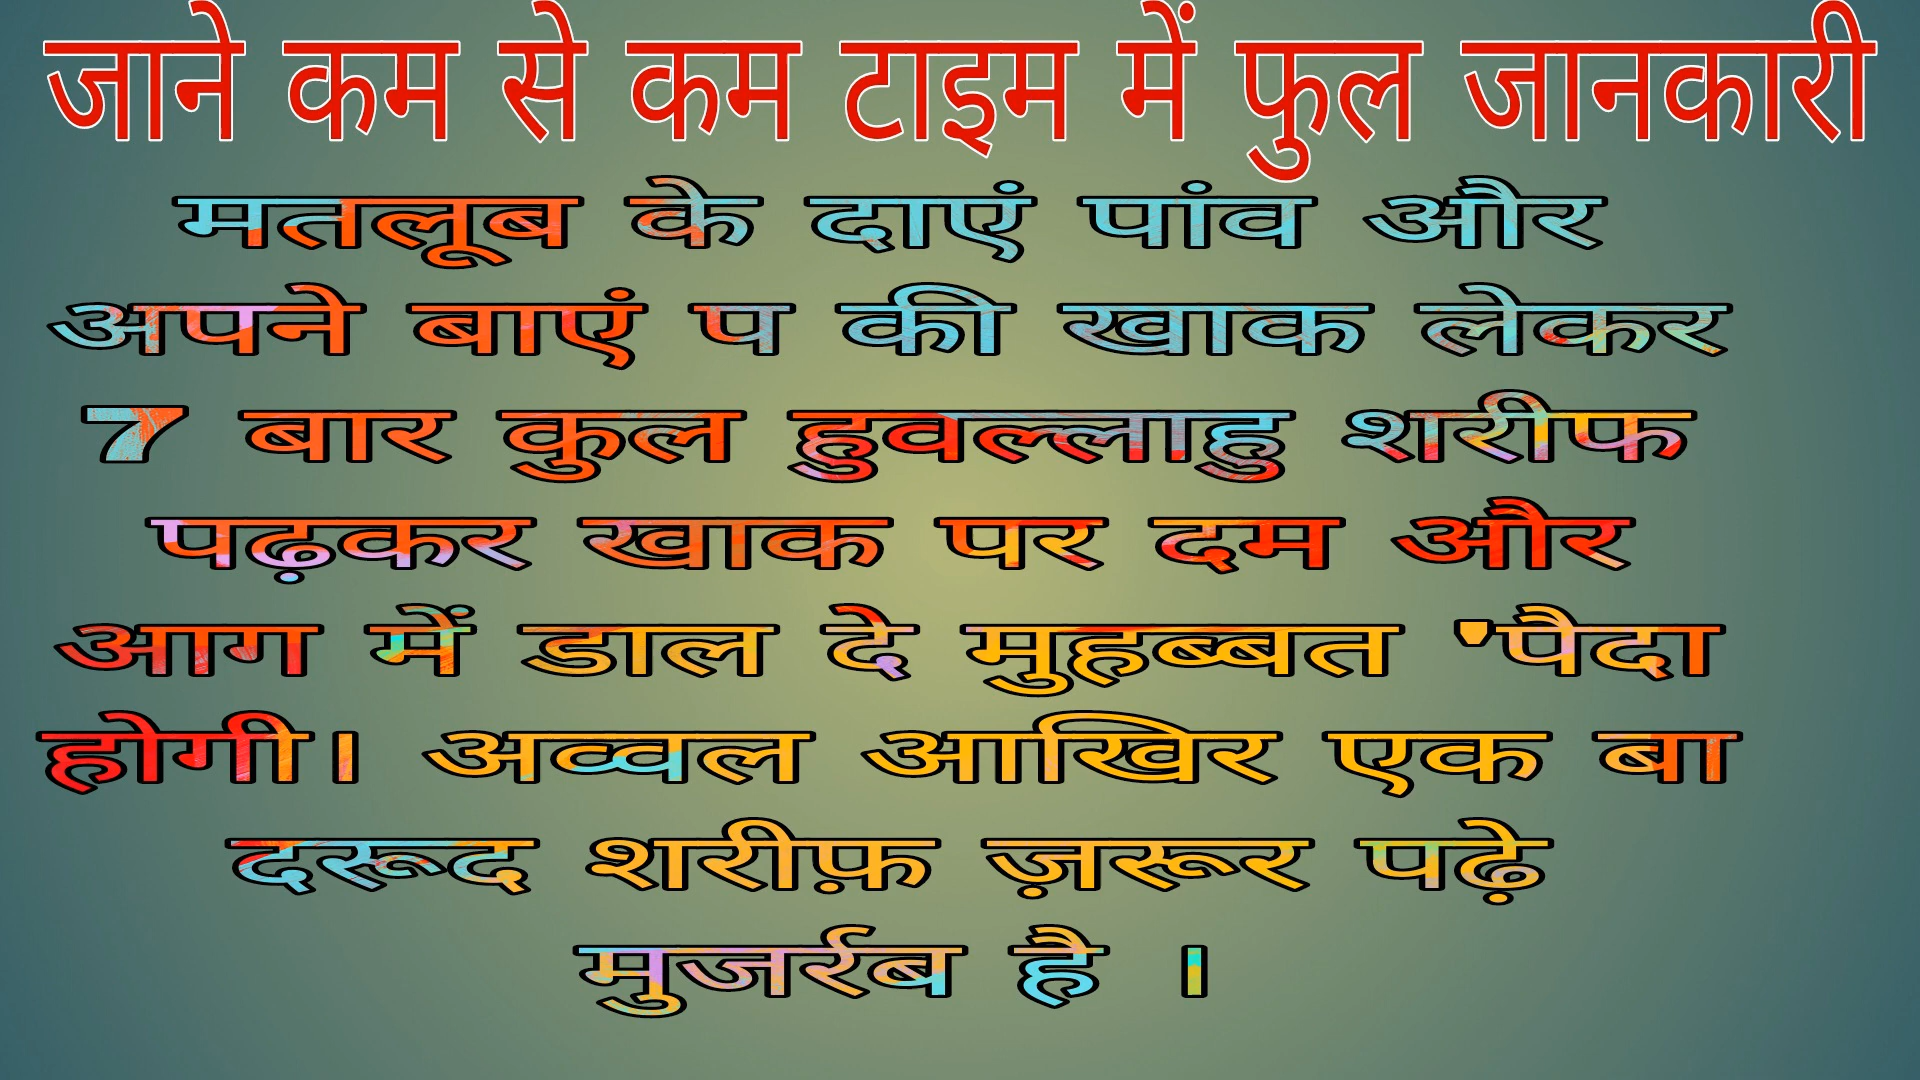 जाने कम से कम टाइम में फुल जानकारी
मतलूब के दाएं पांव और
अपने बाएं प की खाक लेकर
7 बार कुल हुवल्लाहु शरीफ
पढ़कर खाक पर दम और
आग में डाल दे मुहब्बत 'पैदा
होगी। अव्वल आखिर एक बा
दरूद शरीफ़ ज़रूर पढ़े
मुजर्रब है ।